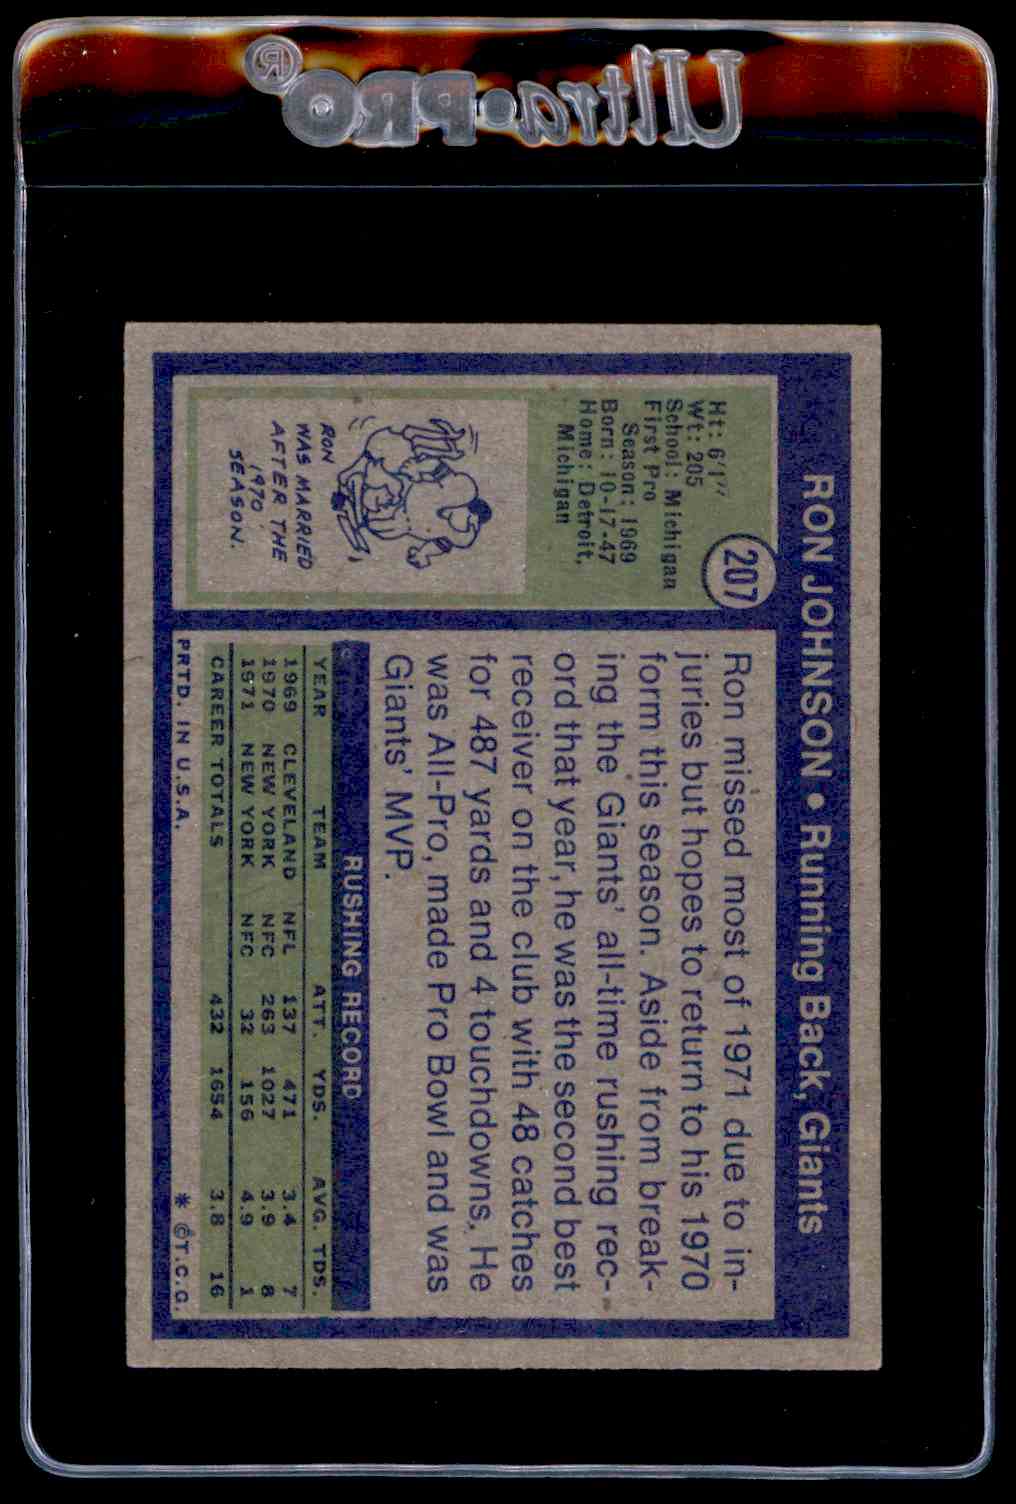 Ultra•PRO®
RON JOHNSON • Running Back, Giants
207
Ht: 6'1"
Wt: 205
School: Michigan
First Pro
Season: 1969
Born: 10-17-47
Home: Detroit,
Michigan
RON
WAS MARRIED
AFTER THE
1970
SEASON.
Ron missed most of 1971 due to in-
juries but hopes to return to his 1970
form this season. Aside from break-
ing the Giants' all-time rushing rec-
ord that year, he was the second best
receiver on the club with 48 catches
for 487 yards and 4 touchdowns. He
was All-Pro, made Pro Bowl and was
Giants' MVP.
RUSHING RECORD
YEAR TEAM ATT. YDS. AVG. TDS.
1969 CLEVELAND NFL 137 471 3.4 7
1970 NEW YORK NFC 263 1027 3.9 8
1971 NEW YORK NFC 32 156 4.9 1
CAREER TOTALS 432 1654 3.8 16
PRTD. IN U.S.A. * ©T.C.G.